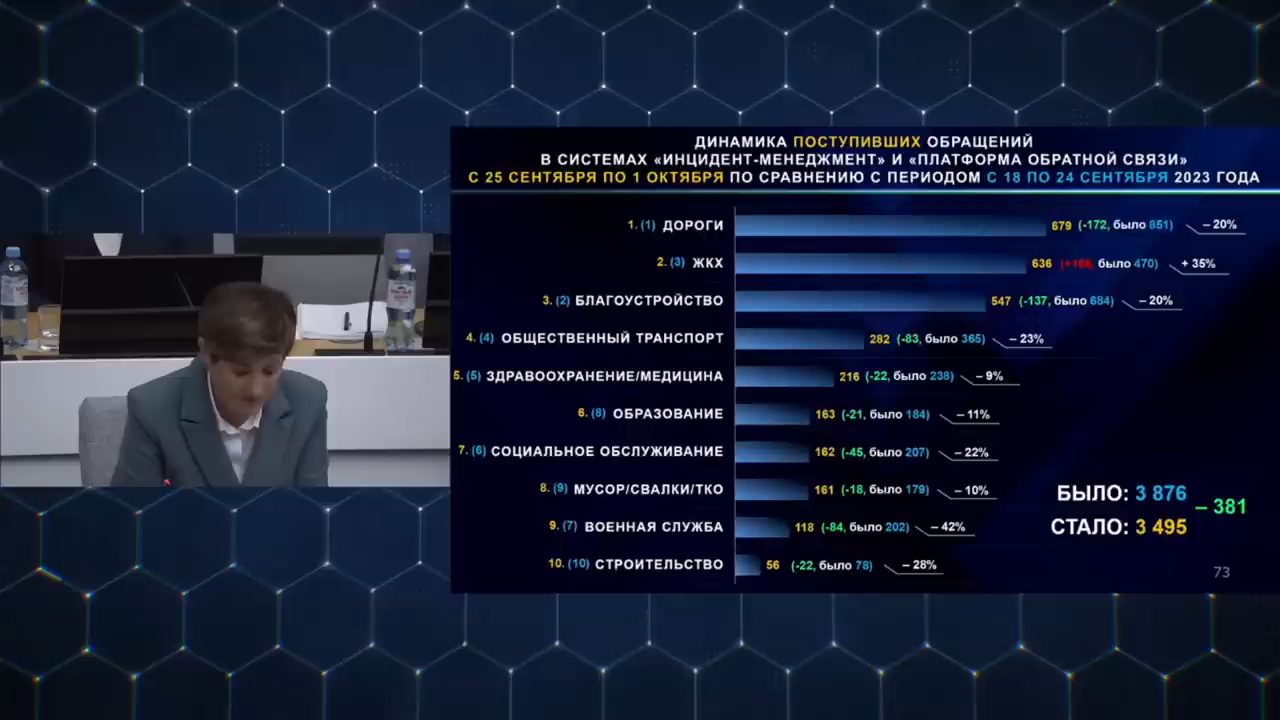 ДИНАМИКА ПОСТУПИВШИХ ОБРАЩЕНИЙ
В СИСТЕМАХ «ИНЦИДЕНТ-МЕНЕДЖМЕНТ» И «ПЛАТФОРМА ОБРАТНОЙ СВЯЗИ»
С 25 СЕНТЯБРЯ ПО 1 ОКТЯБРЯ ПО СРАВНЕНИЮ С ПЕРИОДОМ С 18 ПО 24 СЕНТЯБРЯ 2023 ГОДА
1. (1) ДОРОГИ 679 (-172, было 851) – 20%
2. (3) ЖКХ 636 было 470) + 35%
3. (2) БЛАГОУСТРОЙСТВО 547 (-137, было 684) – 20%
4. (4) ОБЩЕСТВЕННЫЙ ТРАНСПОРТ 282 (-83, было 365) – 23%
5. (5) ЗДРАВООХРАНЕНИЕ/МЕДИЦИНА 216 (-22, было 238) – 9%
6. (8) ОБРАЗОВАНИЕ 163 (-21, было 184) – 11%
7. (6) СОЦИАЛЬНОЕ ОБСЛУЖИВАНИЕ 162 (-45, было 207) – 22%
8. (9) МУСОР/СВАЛКИ/ТКО 161 (-18, было 179) – 10%
9. (7) ВОЕННАЯ СЛУЖБА 118 (-84, было 202) – 42%
10. (10) СТРОИТЕЛЬСТВО 56 (-22, было 78) – 28%
БЫЛО: 3 876
– 381
СТАЛО: 3 495
73